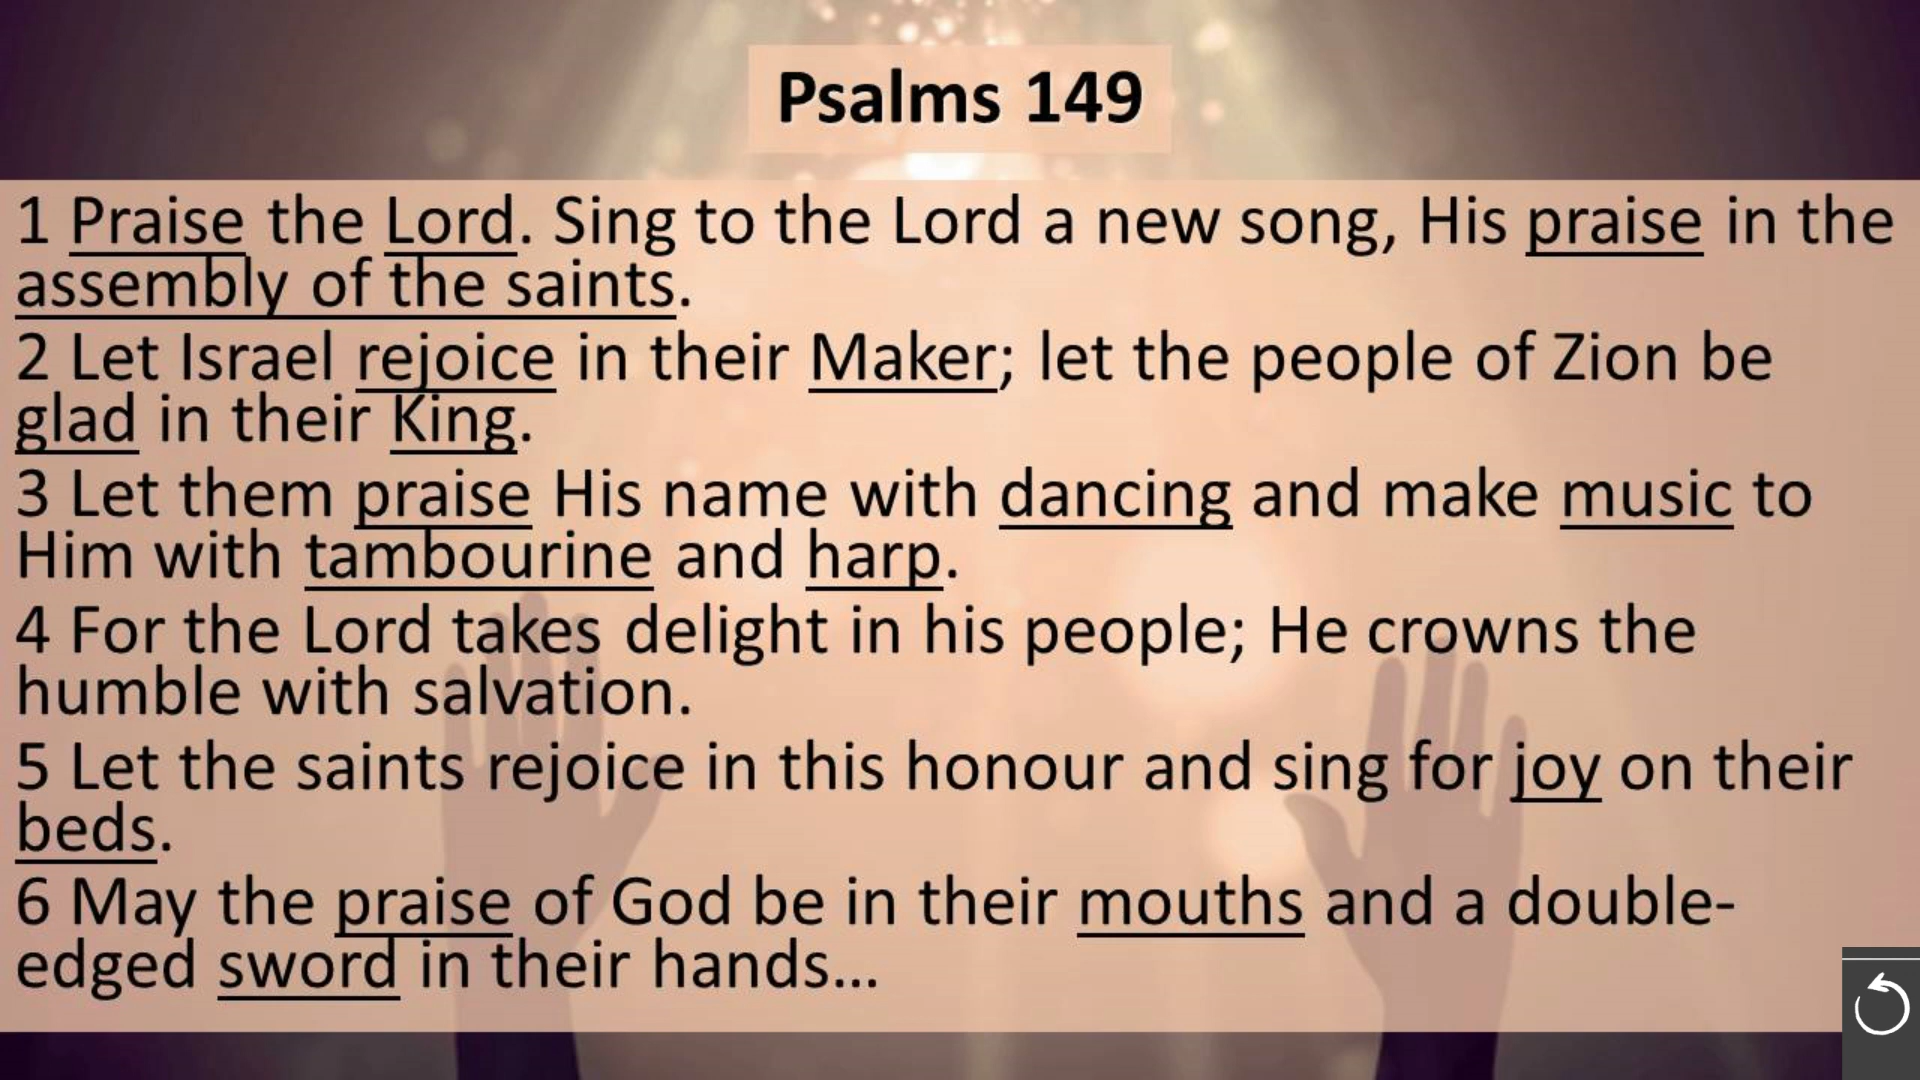 Psalms 149
1 Praise the Lord. Sing to the Lord a new song, His praise in the
assembly of the saints.
2 Let Israel rejoice in their Maker; let the people of Zion be
glad in their King.
3 Let them praise His name with dancing and make music to
Him with tambourine and harp.
4 For the Lord takes delight in his people; He crowns the
humble with salvation.
5 Let the saints rejoice in this honour and sing for joy on their
beds.
6 May the praise of God be in their mouths and a double-
edged sword in their hands...